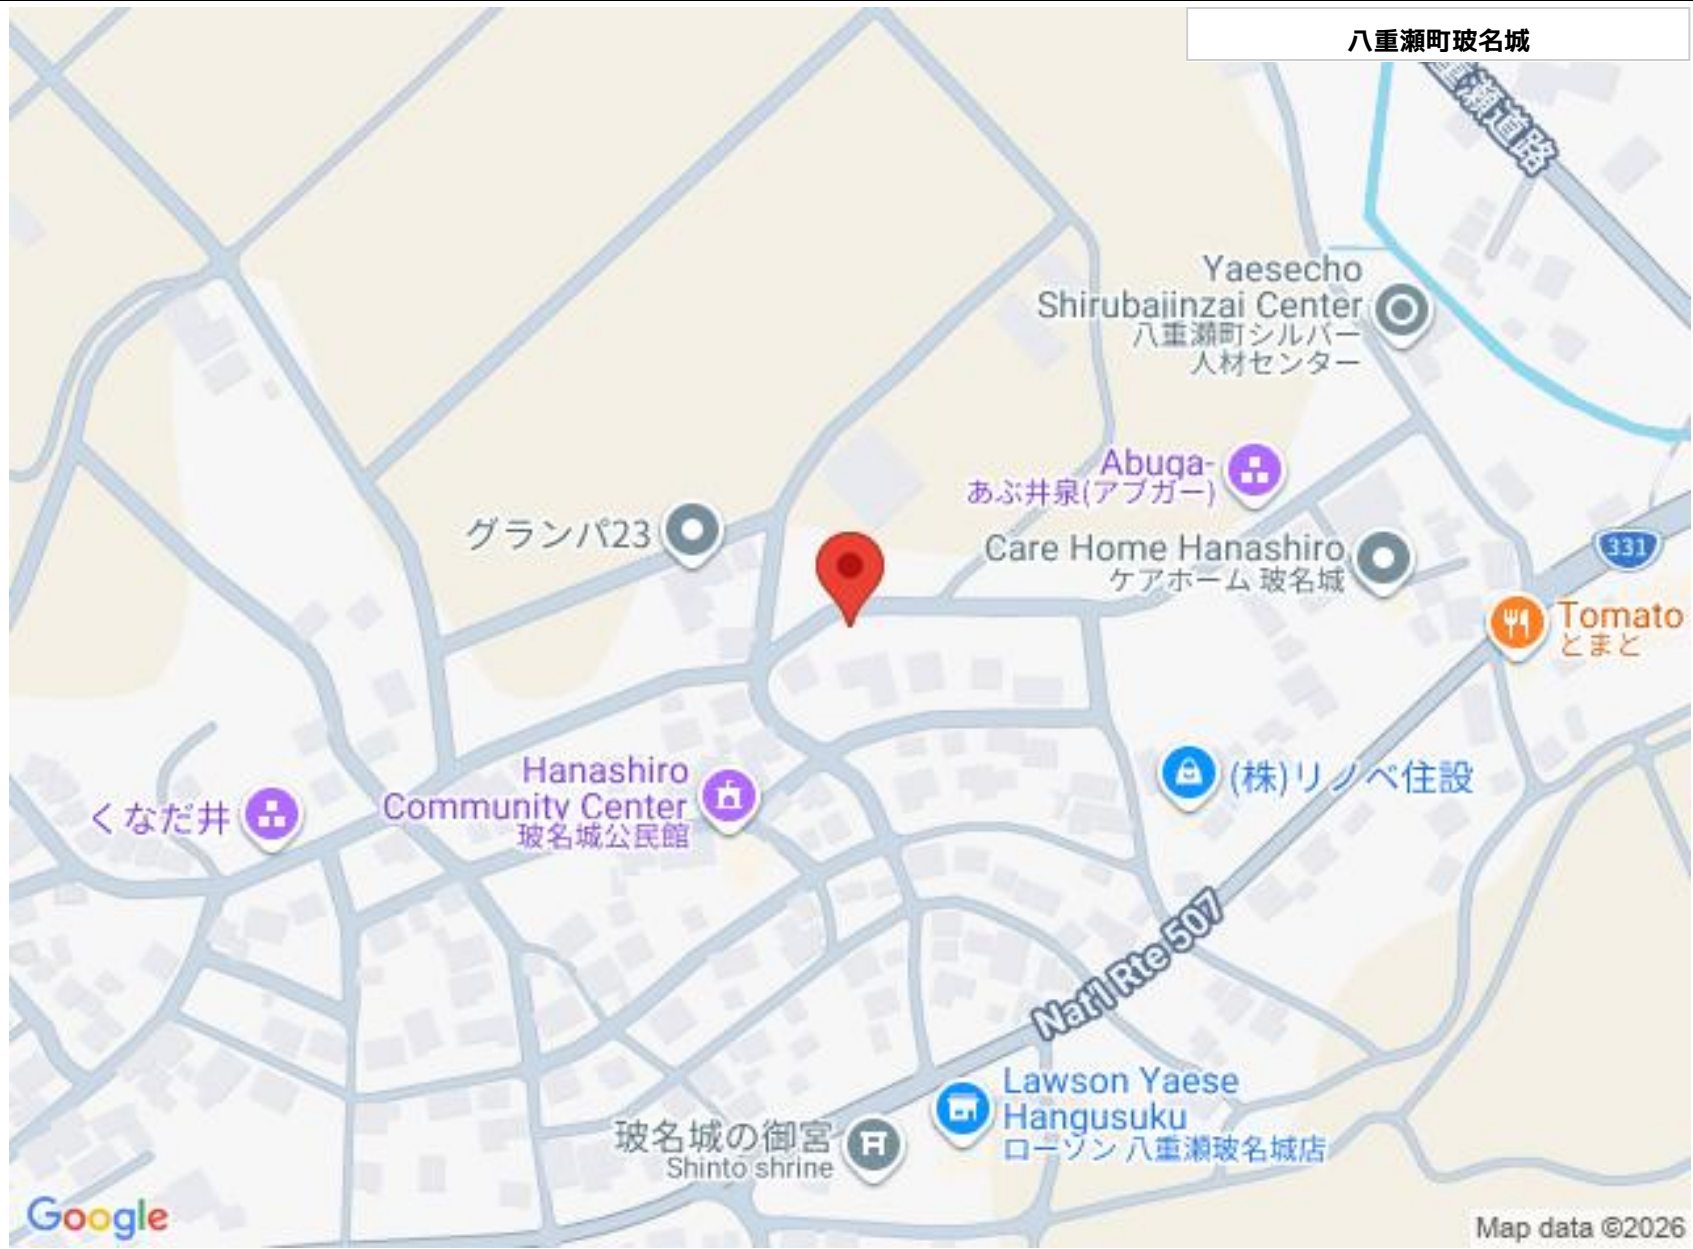 八重瀬町玻名城
重瀬道路
Yaesecho
Shirubajinzai Center
八重瀬町シルバー
人材センター
Abuga-
あぶ井泉(アブガー)
グランパ23
Care Home Hanashiro
ケアホーム 玻名城
331
Tomato
とまと
Hanashiro
Community Center
玻名城公民館
(株)リノベ住設
くなだ井
Nat'l Rte 507
Lawson Yaese
Hangusuku
ローソン 八重瀬玻名城店
玻名城の御宮
Shinto shrine
Google
Map data ©2026